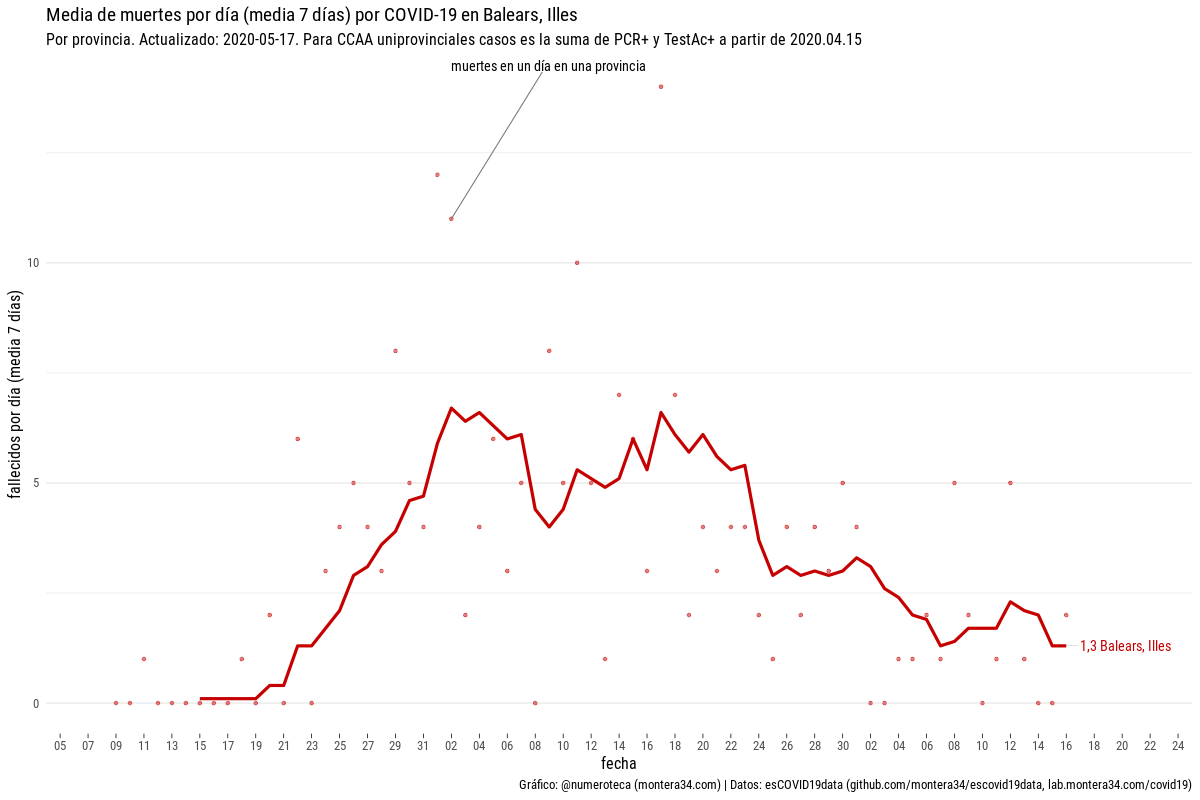 Media de muertes por día (media 7 días) por COVID-19 en Balears, Illes
Por provincia. Actualizado: 2020-05-17. Para CCAA uniprovinciales casos es la suma de PCR+ y TestAc+ a partir de 2020.04.15
muertes en un día en una provincia
10
5
0
fallecidos por día (media 7 días)
1,3 Balears, Illes
05 07 09 11 13 15 17 19 21 23 25 27 29 31 02 04 06 08 10 12 14 16 18 20 22 24 26 28 30 02 04 06 08 10 12 14 16 18 20 22 24
fecha
Gráfico: @numeroteca (montera34.com) | Datos: esCOVID19data (github.com/montera34/escovid19data, lab.montera34.com/covid19)